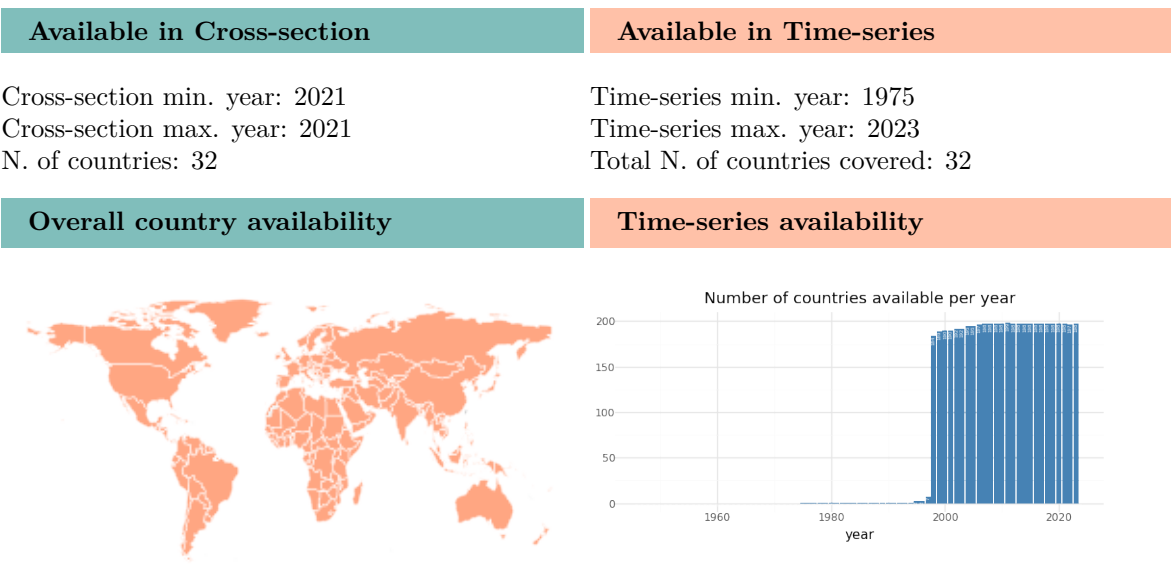 Available in Cross-section
Cross-section min. year: 2021
Cross-section max. year: 2021
N. of countries: 32
Available in Time-series
Time-series min. year: 1975
Time-series max. year: 2023
Total N. of countries covered: 32
Overall country availability
Time-series availability
Number of countries available per year
200
150
100
50
0
1960 1980 2000 2020
year